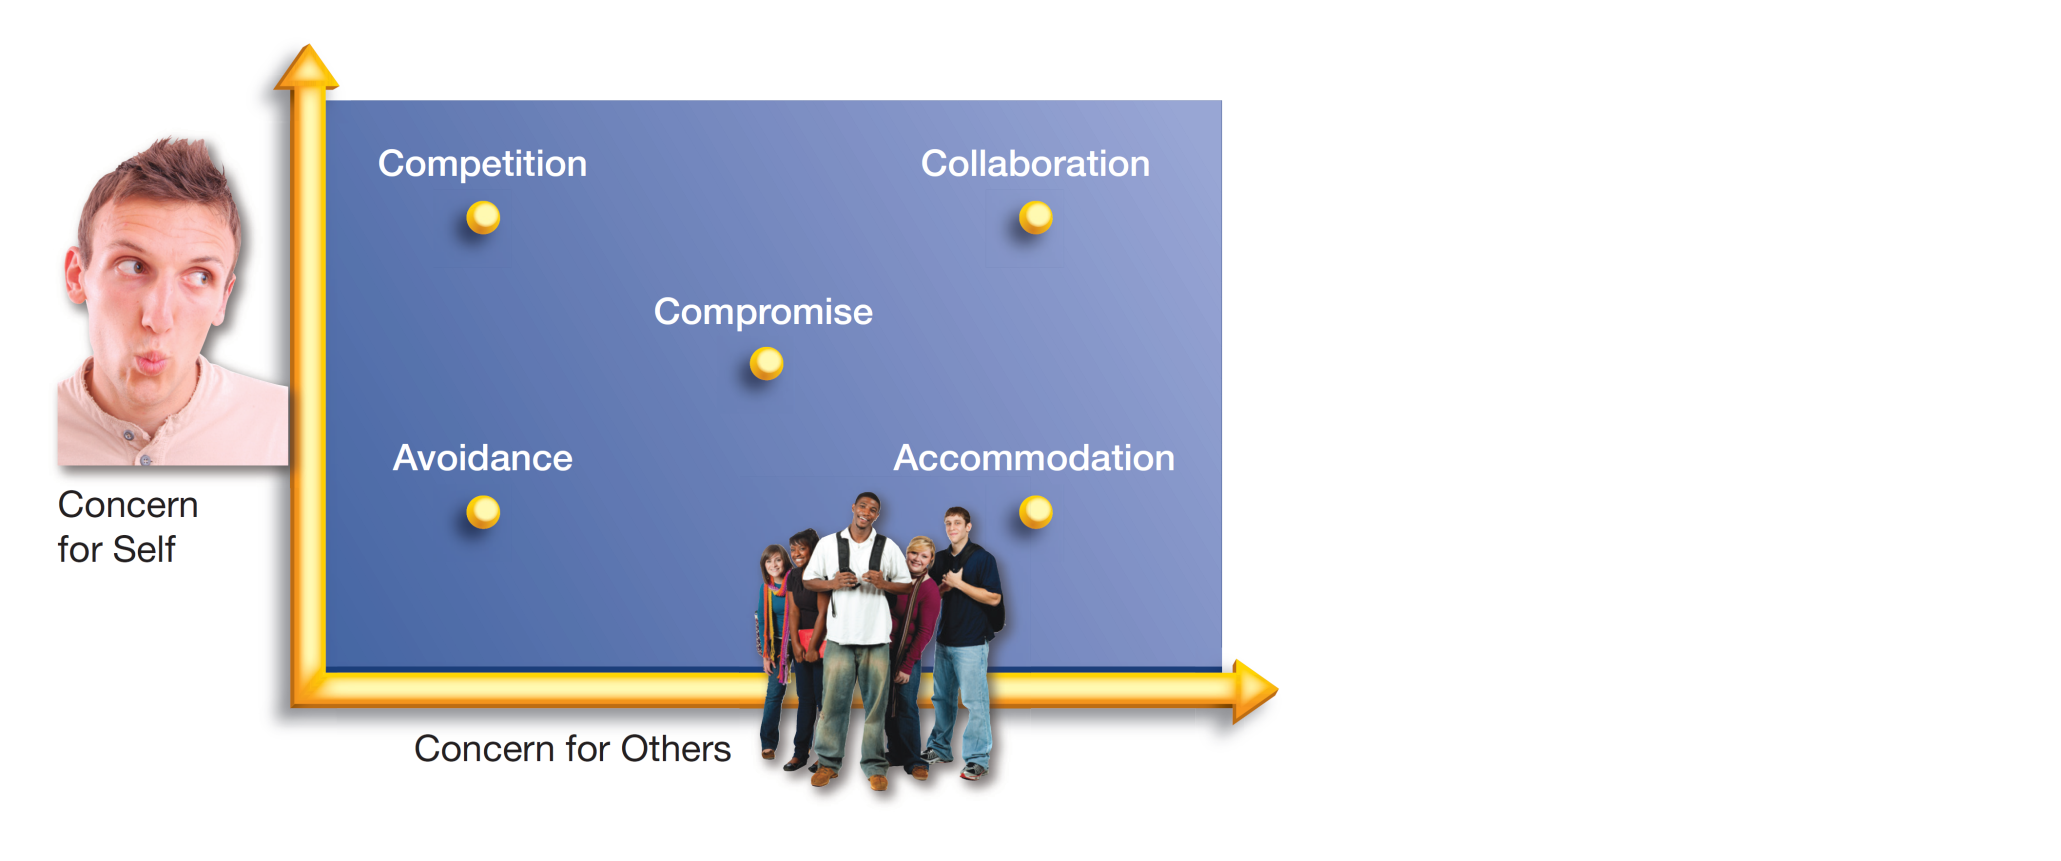 Competition
Collaboration
Compromise
Avoidance
Accommodation
Concern
for Self
Concern for Others